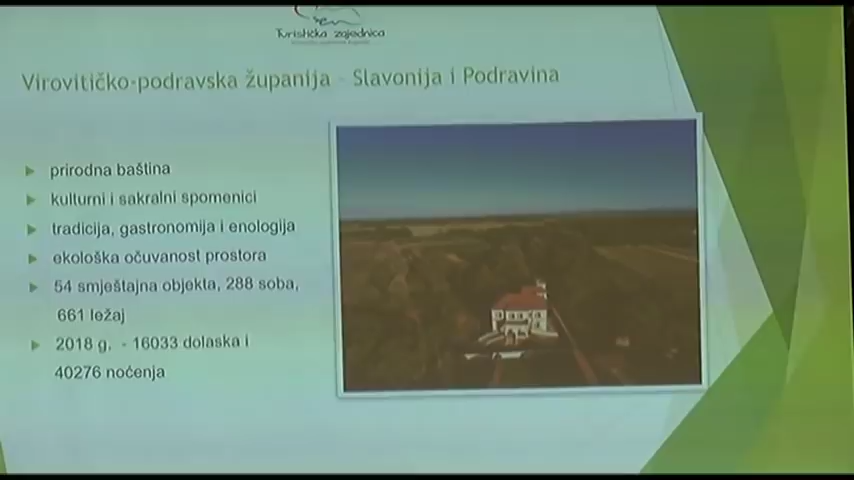 Turistička zajednica
Virovitičko-podravska županija - Slavonija i Podravina
prirodna baština
kulturni i sakralni spomenici
tradicija, gastronomija i enologija
ekološka očuvanost prostora
54 smještajna objekta, 288 soba,
661 ležaj
2018 g. - 16033 dolaska i
40276 noćenja